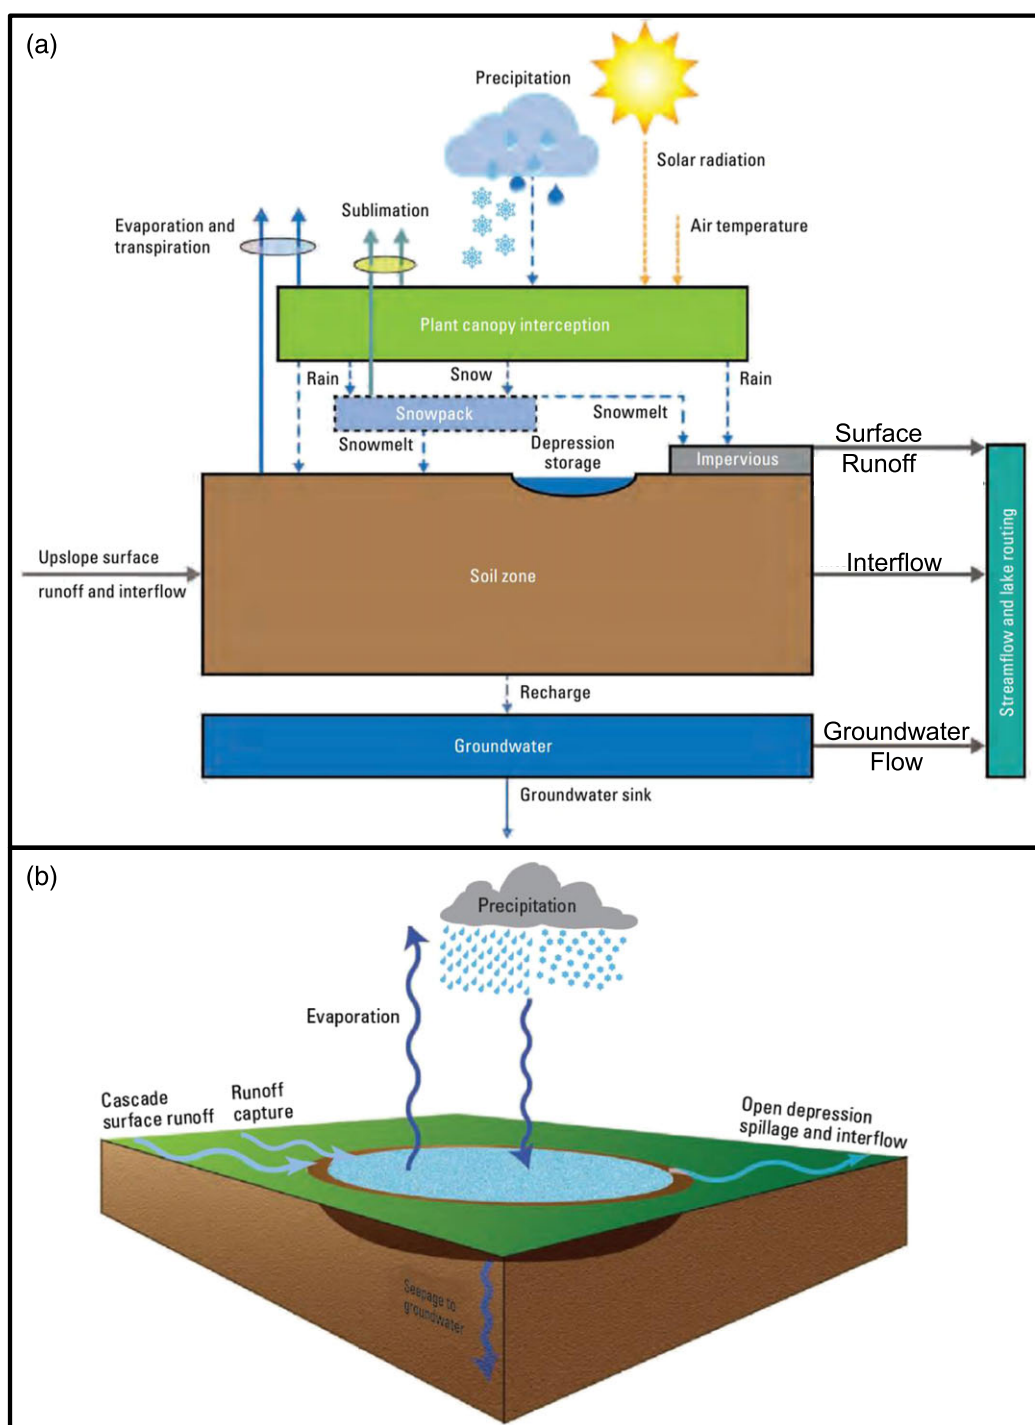 (a)
Precipitation
Solar radiation
Sublimation
Evaporation and
transpiration
Air temperature
Plant canopy interception
Rain
Snow
Rain
Snowpack
Snowmelt
Snowmelt
Depression
storage
Impervious
Surface
Runoff
Upslope surface
runoff and interflow
Soil zone
Interflow
Streamflow and lake routing
Recharge
Groundwater
Groundwater
Flow
Groundwater sink
(b)
Precipitation
Evaporation
Cascade
surface runoff
Runoff
capture
Open depression
spillage and interflow
Seepage to
groundwater